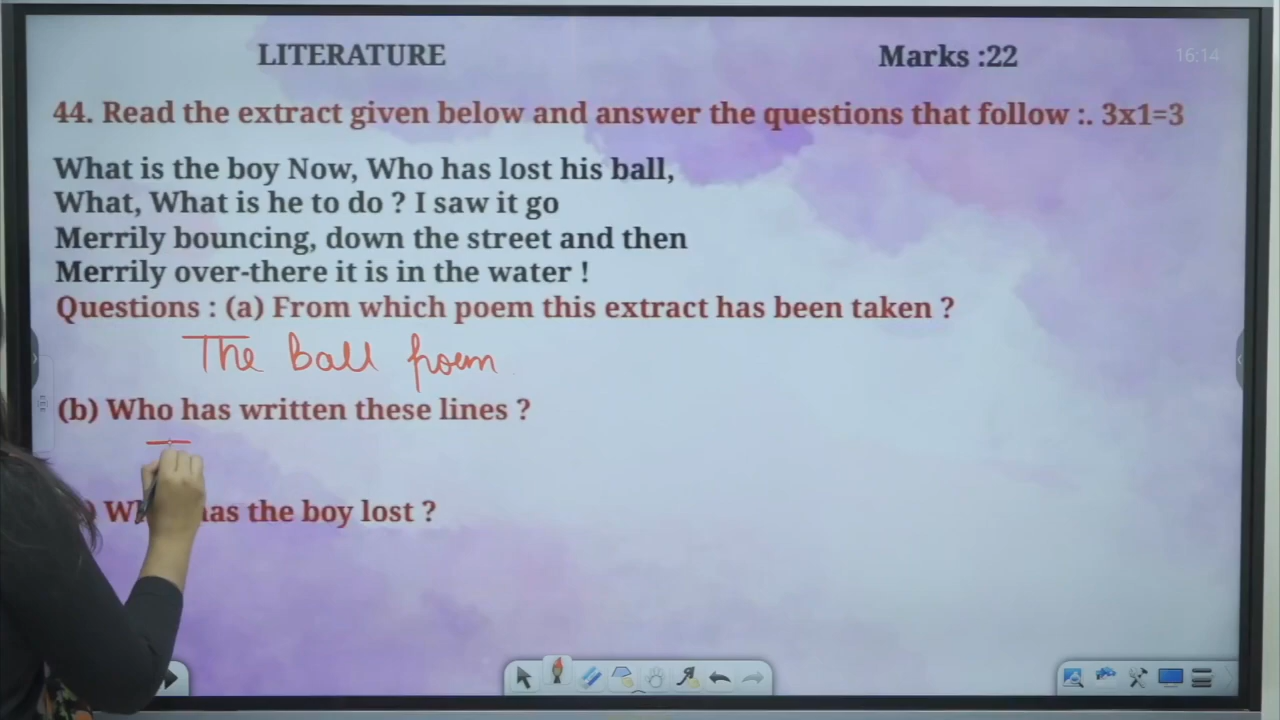 LITERATURE Marks :22
16:14
44. Read the extract given below and answer the questions that follow :. 3x1=3
What is the boy Now, Who has lost his ball,
What, What is he to do ? I saw it go
Merrily bouncing, down the street and then
Merrily over-there it is in the water !
Questions : (a) From which poem this extract has been taken ?
The Ball poem
(b) Who has written these lines ?
has the boy lost ?